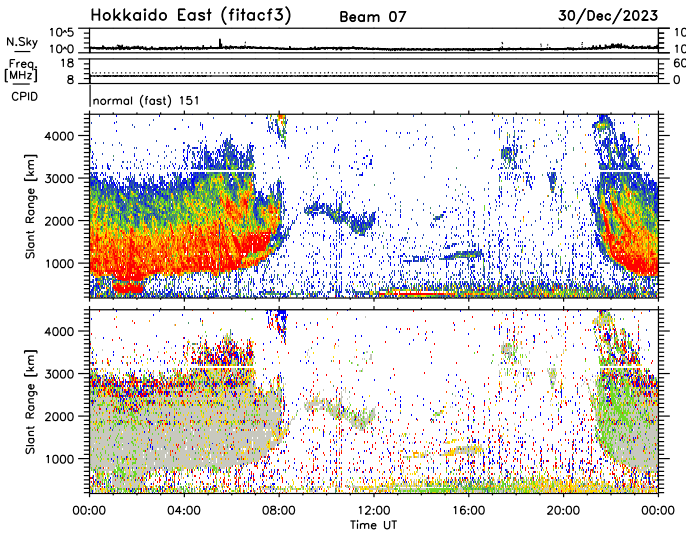 Hokkaido East (fitacf3) Beam 07 30/Dec/2023
N.Sky 10^5 10^0
Freq. [MHz] 18 8 60 0
CPID normal (fast) 151
Slant Range [km] 4000 3000 2000 1000
Slant Range [km] 4000 3000 2000 1000
00:00 04:00 08:00 12:00 16:00 20:00 00:00
Time UT